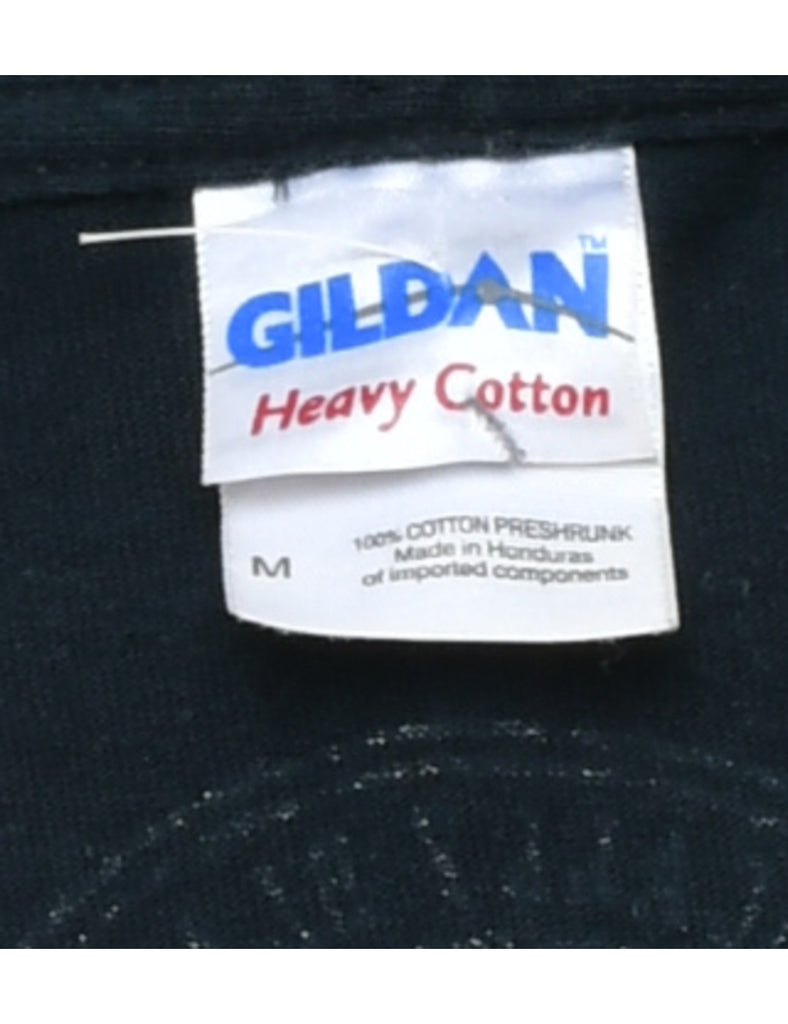 GILDAN™
Heavy Cotton
100% COTTON PRESHRUNK
M
Made in Honduras
of imported components